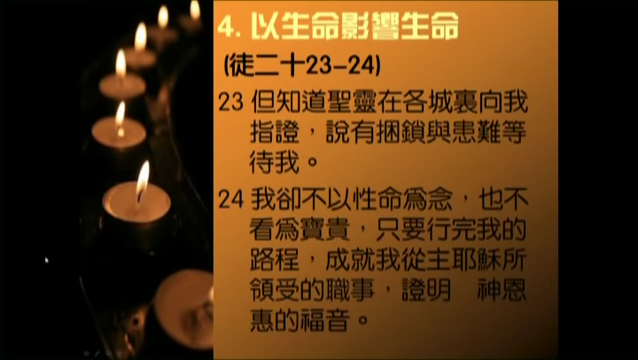 4. 以生命影響生命
(徒二十23-24)
23 但知道聖靈在各城裏向我
指證，說有捆鎖與患難等
待我。
24 我卻不以性命為念，也不
看為寶貴，只要行完我的
路程，成就我從主耶穌所
領受的職事，證明　神恩
惠的福音。